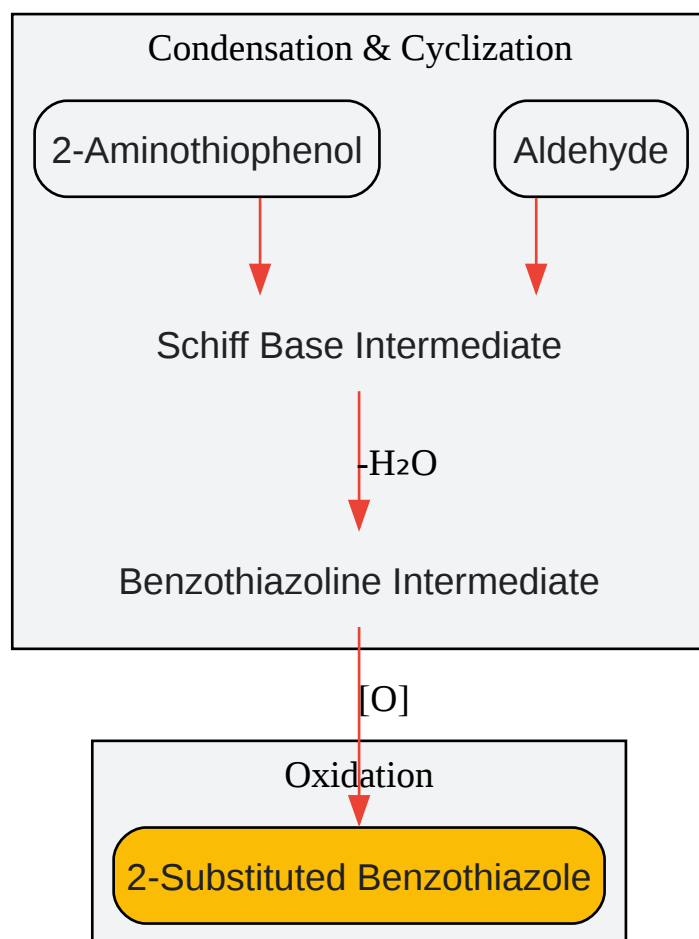 Condensation & Cyclization
2-Aminothiophenol
Aldehyde
Schiff Base Intermediate
-H₂O
Benzothiazoline Intermediate
[O]
Oxidation
2-Substituted Benzothiazole